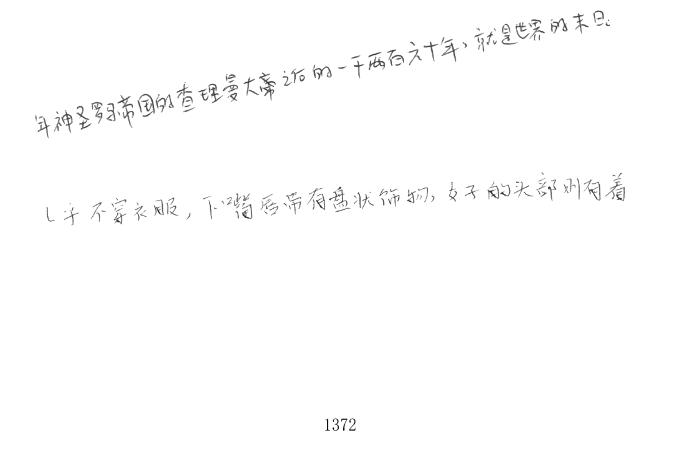 年神圣罗马帝国的查理曼大帝之后的一千两百六十年，就是世界的末日.
乎不穿衣服，下嘴唇带有盘状饰物，女子的头部则有着
1372